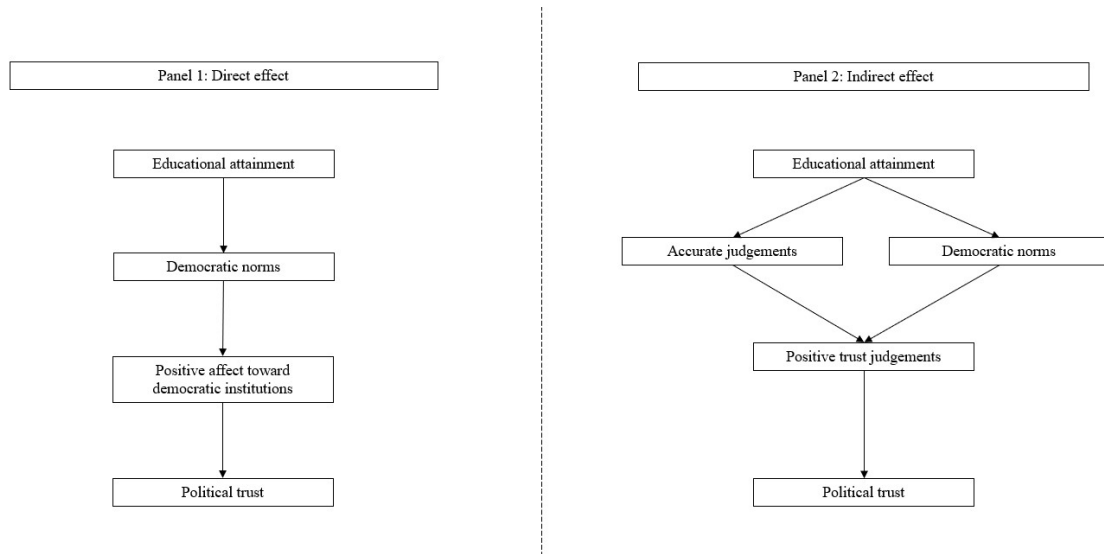 Panel 1: Direct effect
Educational attainment
Democratic norms
Positive affect toward
democratic institutions
Political trust
Panel 2: Indirect effect
Educational attainment
Accurate judgements
Democratic norms
Positive trust judgements
Political trust